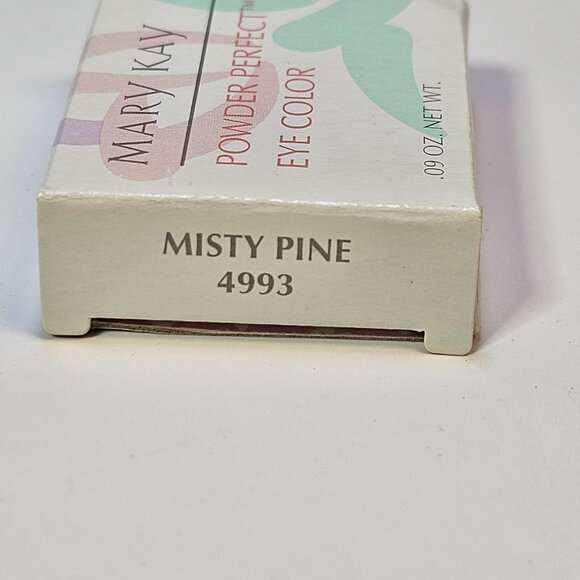 MARY KAY
POWDER PERFECT™
EYE COLOR
.09 OZ. NET WT.
MISTY PINE
4993